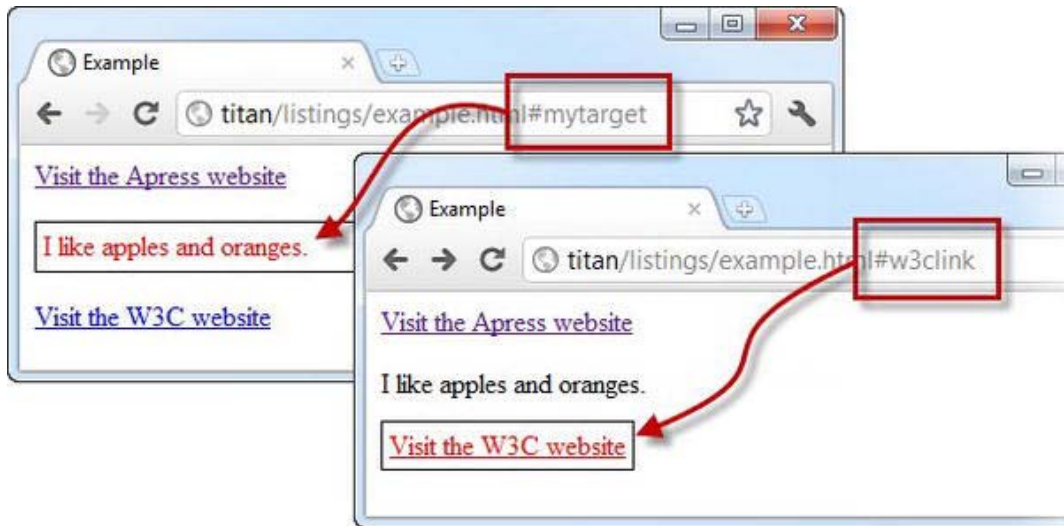 Example
titan/listings/example.html#mytarget
Visit the Apress website
I like apples and oranges.
Visit the W3C website
Example
titan/listings/example.html#w3clink
Visit the Apress website
I like apples and oranges.
Visit the W3C website